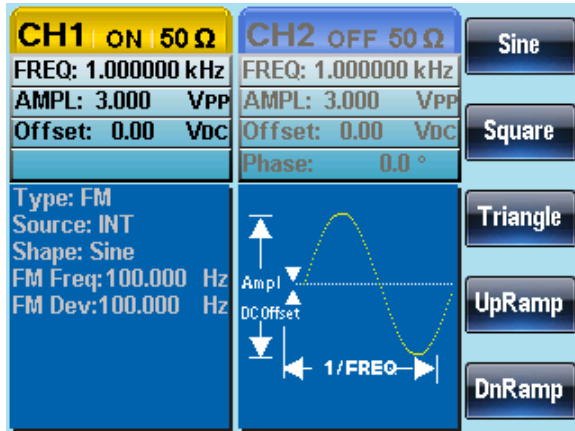 CH1 ON 50 Ω
FREQ: 1.000000 kHz
AMPL: 3.000 VPP
Offset: 0.00 VDC
CH2 OFF 50 Ω
FREQ: 1.000000 kHz
AMPL: 3.000 VPP
Offset: 0.00 VDC
Phase: 0.0 °
Type: FM
Source: INT
Shape: Sine
FM Freq:100.000 Hz
FM Dev:100.000 Hz
Ampl
DC Offset
1/FREQ
Sine
Square
Triangle
UpRamp
DnRamp